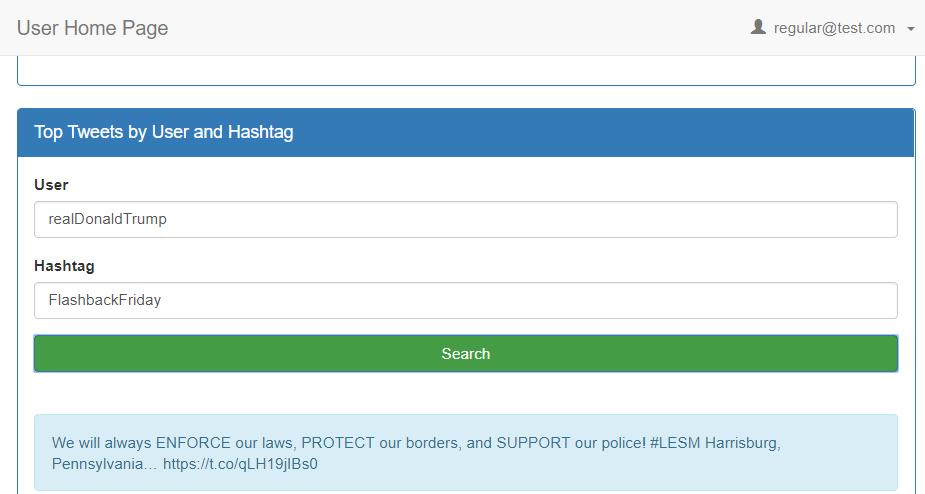 User Home Page
regular@test.com
Top Tweets by User and Hashtag
User
realDonaldTrump
Hashtag
FlashbackFriday
Search
We will always ENFORCE our laws, PROTECT our borders, and SUPPORT our police! #LESM Harrisburg,
Pennsylvania… https://t.co/qLH19jIBs0